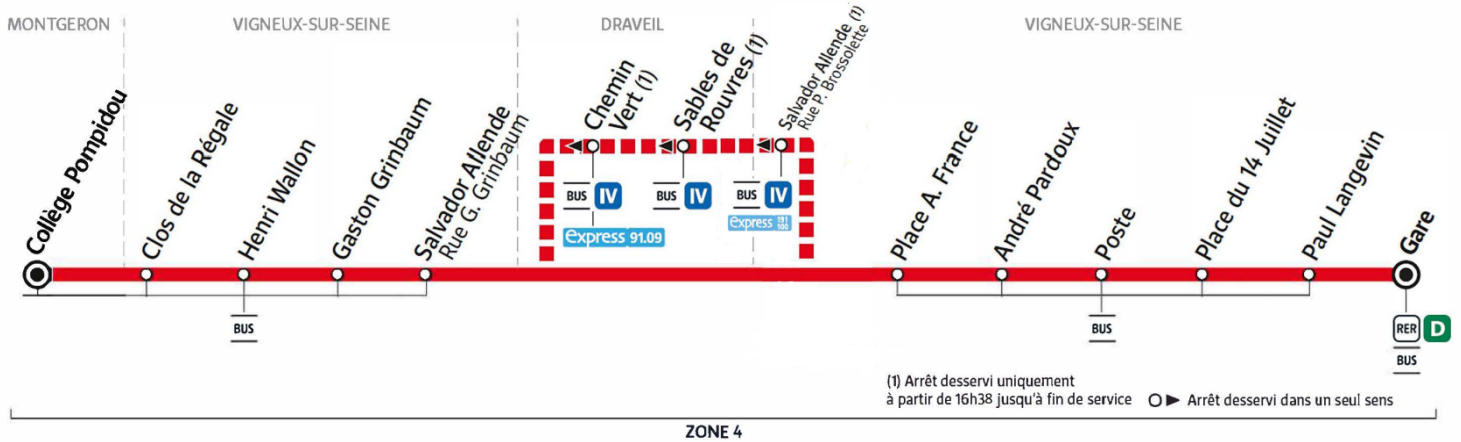 MONTGERON
VIGNEUX-SUR-SEINE
DRAVEIL
VIGNEUX-SUR-SEINE
Collège Pompidou
Clos de la Régale
Henri Wallon
Gaston Grinbaum
Salvador Allende
Rue G. Grinbaum
Chemin
Vert (1)
Sables de
Rouvres (1)
Salvador Allende (1)
Rue P. Brossolette
Place A. France
André Pardoux
Poste
Place du 14 Juillet
Paul Langevin
Gare
BUS IV
BUS IV
BUS IV
express 91.09
express 191
100
BUS
BUS
RER D
BUS
(1) Arrêt desservi uniquement
à partir de 16h38 jusqu'à fin de service
Arrêt desservi dans un seul sens
ZONE 4